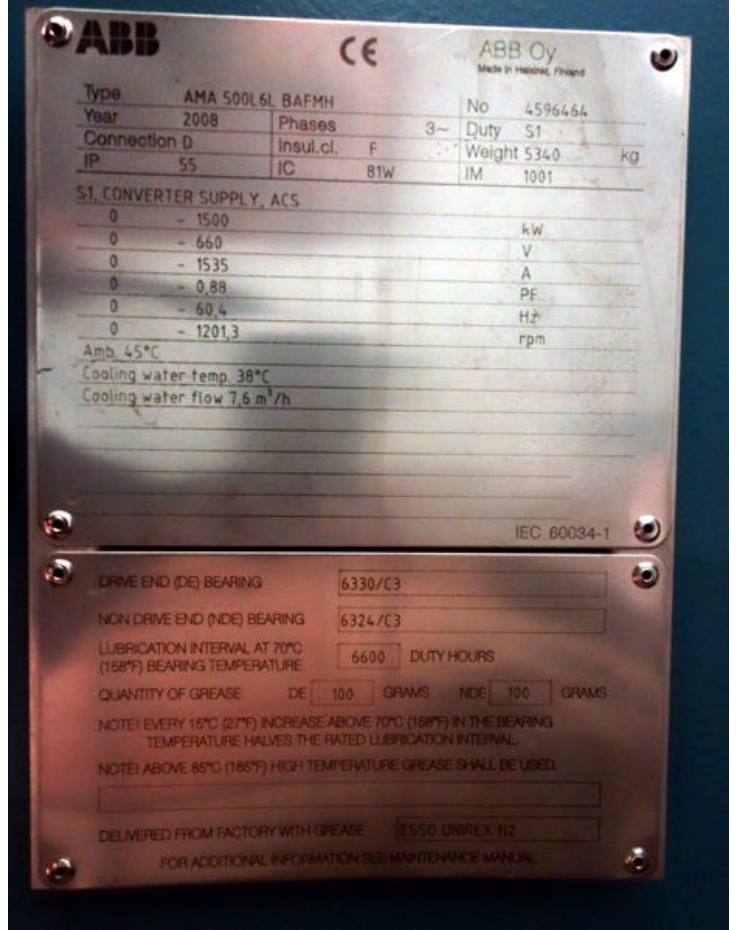 ABB CE ABB Oy
Made in Helsinki, Finland
Type AMA 500L6L BAFMH No 4596464
Year 2008 Phases 3~ Duty S1
Connection D Insul.cl. F Weight 5340 kg
IP 55 IC 81W IM 1001
S1, CONVERTER SUPPLY, ACS
0 - 1500 kW
0 - 660 V
0 - 1535 A
0 - 0,88 PF
0 - 60,4 Hz
0 - 1201,3 rpm
Amb. 45°C
Cooling water temp. 38°C
Cooling water flow 7,6 m³/h
IEC 60034-1
DRIVE END (DE) BEARING 6330/C3
NON DRIVE END (NDE) BEARING 6324/C3
LUBRICATION INTERVAL AT 70°C
(158°F) BEARING TEMPERATURE 6600 DUTY HOURS
QUANTITY OF GREASE DE 100 GRAMS NDE 100 GRAMS
NOTE! EVERY 15°C (27°F) INCREASE ABOVE 70°C (158°F) IN THE BEARING
TEMPERATURE HALVES THE RATED LUBRICATION INTERVAL.
NOTE! ABOVE 85°C (185°F) HIGH TEMPERATURE GREASE SHALL BE USED.
DELIVERED FROM FACTORY WITH GREASE ESSO UNIREX N2
FOR ADDITIONAL INFORMATION SEE MAINTENANCE MANUAL